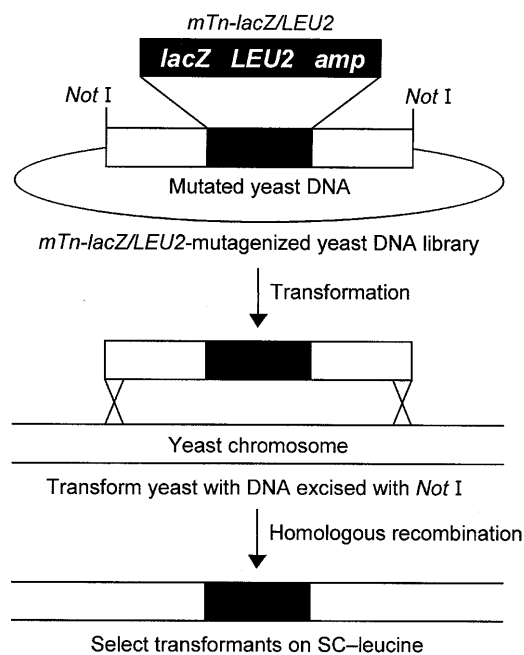 mTn-lacZ/LEU2
lacZ LEU2 amp
Not I
Not I
Mutated yeast DNA
mTn-lacZ/LEU2-mutagenized yeast DNA library
Transformation
Yeast chromosome
Transform yeast with DNA excised with Not I
Homologous recombination
Select transformants on SC–leucine